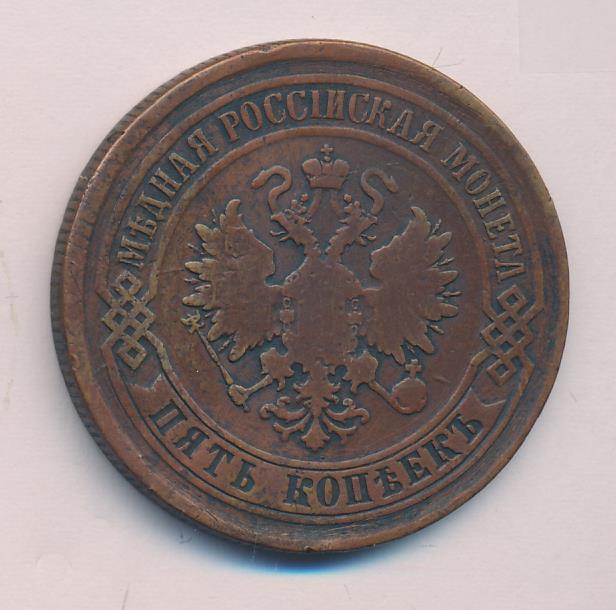 МѢДНАЯ РОССІЙСКАЯ МОНЕТА
ПЯТЬ КОПѢЕКЪ